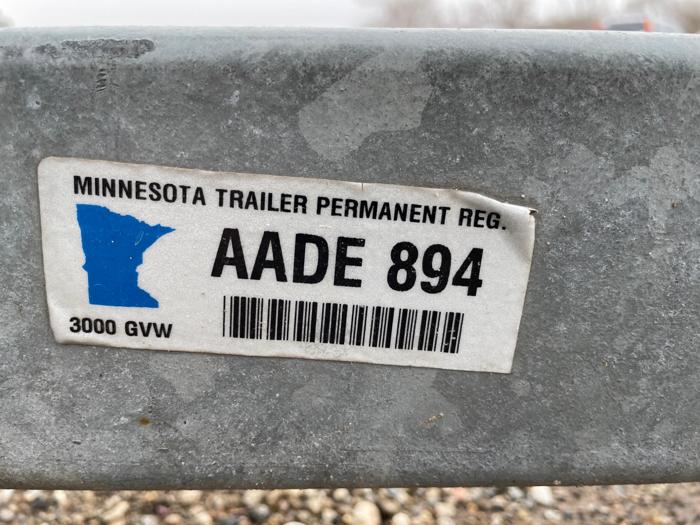 MINNESOTA TRAILER PERMANENT REG.
AADE 894
3000 GVW